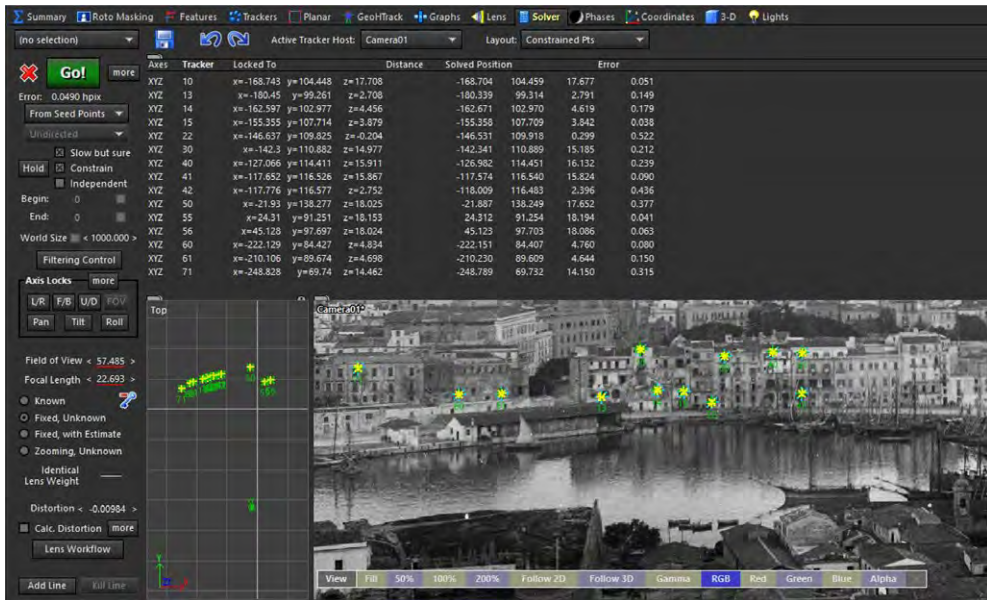 Summary Roto Masking Features Trackers Planar GeoHTrack Graphs Lens Solver Phases Coordinates 3-D Lights
(no selection) Active Tracker Host: Camera01 Layout: Constrained Pts
Go! more
Error: 0.0490 hpix
From Seed Points
Undirected
Slow but sure
Hold Constrain
Independent
Begin: 0
End: 0
World Size < 1000.000 >
Filtering Control
Axis Locks more
L/R F/B U/D FOV
Pan Tilt Roll
Field of View < 57.485 >
Focal Length < 22.693 >
Known
Fixed, Unknown
Fixed, with Estimate
Zooming, Unknown
Identical
Lens Weight
Distortion < -0.00984 >
Calc. Distortion more
Lens Workflow
Add Line Kill Line
Axes Tracker Locked To Distance Solved Position Error
XYZ 10 x=-168.743 y=104.448 z=17.708 -168.704 104.459 17.677 0.051
XYZ 13 x=-180.45 y=99.261 z=2.708 -180.339 99.314 2.791 0.149
XYZ 14 x=-162.597 y=102.977 z=4.456 -162.671 102.970 4.619 0.179
XYZ 15 x=-155.355 y=107.714 z=3.879 -155.358 107.709 3.842 0.038
XYZ 22 x=-146.637 y=109.825 z=-0.204 -146.531 109.918 0.299 0.522
XYZ 30 x=-142.3 y=110.882 z=14.977 -142.341 110.889 15.185 0.212
XYZ 40 x=-127.066 y=114.411 z=15.911 -126.982 114.451 16.132 0.239
XYZ 41 x=-117.652 y=116.526 z=15.867 -117.574 116.540 15.824 0.090
XYZ 42 x=-117.776 y=116.577 z=2.752 -118.009 116.483 2.396 0.436
XYZ 50 x=-21.93 y=138.277 z=18.025 -21.887 138.249 17.652 0.377
XYZ 55 x=24.31 y=91.251 z=18.153 24.312 91.254 18.194 0.041
XYZ 56 x=45.128 y=97.697 z=18.024 45.123 97.703 18.086 0.063
XYZ 60 x=-222.129 y=84.427 z=4.834 -222.151 84.407 4.760 0.080
XYZ 61 x=-210.106 y=89.674 z=4.698 -210.230 89.609 4.644 0.150
XYZ 71 x=-248.828 y=69.74 z=14.462 -248.789 69.732 14.150 0.315
Top
Camera01*
View Fill 50% 100% 200% Follow 2D Follow 3D Gamma RGB Red Green Blue Alpha